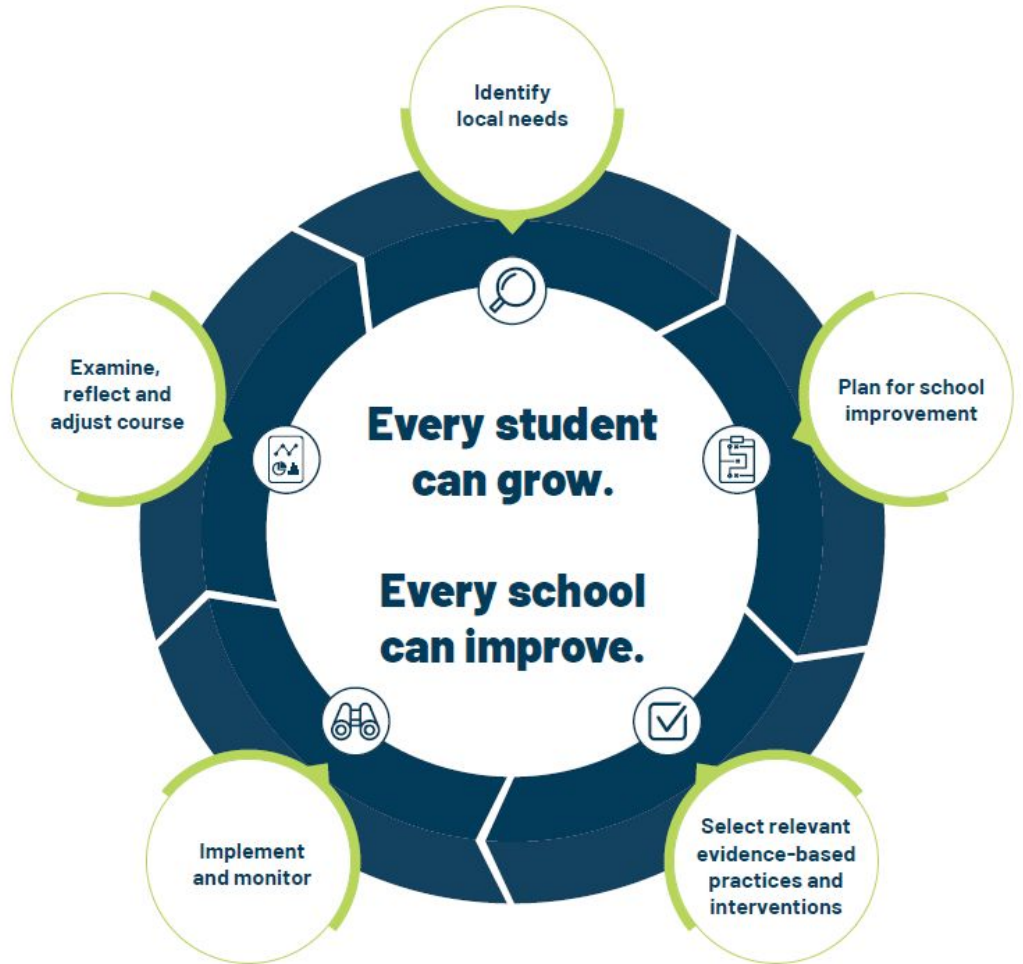 Identify
local needs
Plan for school
improvement
Select relevant
evidence-based
practices and
interventions
Implement
and monitor
Examine,
reflect and
adjust course
Every student
can grow.
Every school
can improve.